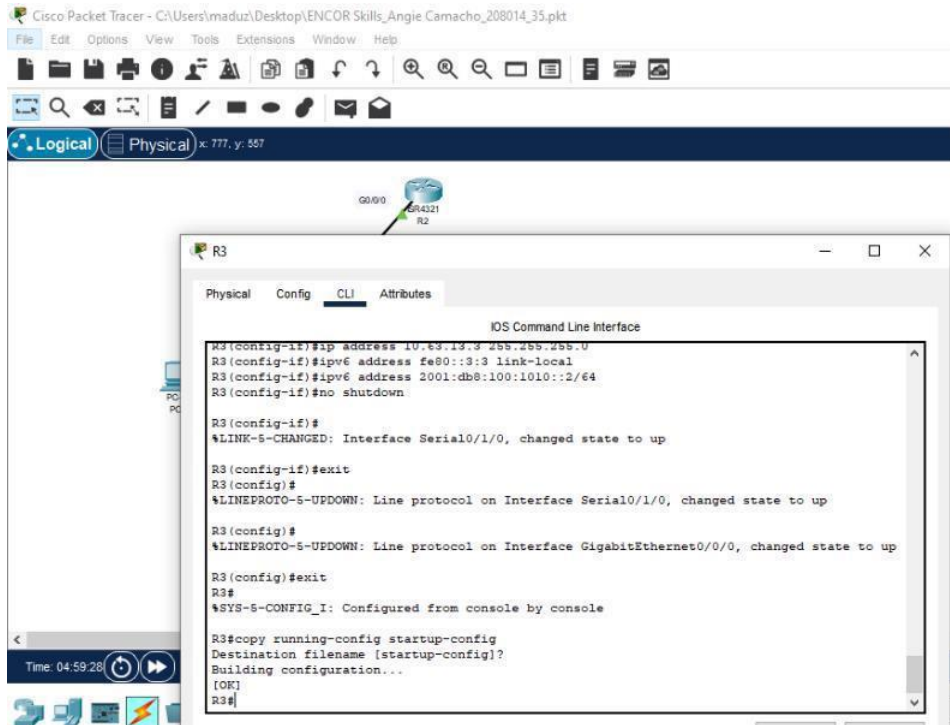 Cisco Packet Tracer - C:\Users\maduz\Desktop\ENCOR Skills_Angie Camacho_208014_35.pkt
File Edit Options View Tools Extensions Window Help
Logical Physical x: 777, y: 557
G0/0/0
R2
R3
Physical Config CLI Attributes
IOS Command Line Interface
R3(config-if)#ip address 10.63.13.3 255.255.255.0
R3(config-if)#ipv6 address fe80::3:3 link-local
R3(config-if)#ipv6 address 2001:db8:100:1010::2/64
R3(config-if)#no shutdown
R3(config-if)#
%LINK-5-CHANGED: Interface Serial0/1/0, changed state to up
R3(config-if)#exit
R3(config)#
%LINEPROTO-5-UPDOWN: Line protocol on Interface Serial0/1/0, changed state to up
R3(config)#
%LINEPROTO-5-UPDOWN: Line protocol on Interface GigabitEthernet0/0/0, changed state to up
R3(config)#exit
R3#
%SYS-5-CONFIG_I: Configured from console by console
R3#copy running-config startup-config
Destination filename [startup-config]?
Building configuration...
[OK]
R3#
Time: 04:59:28